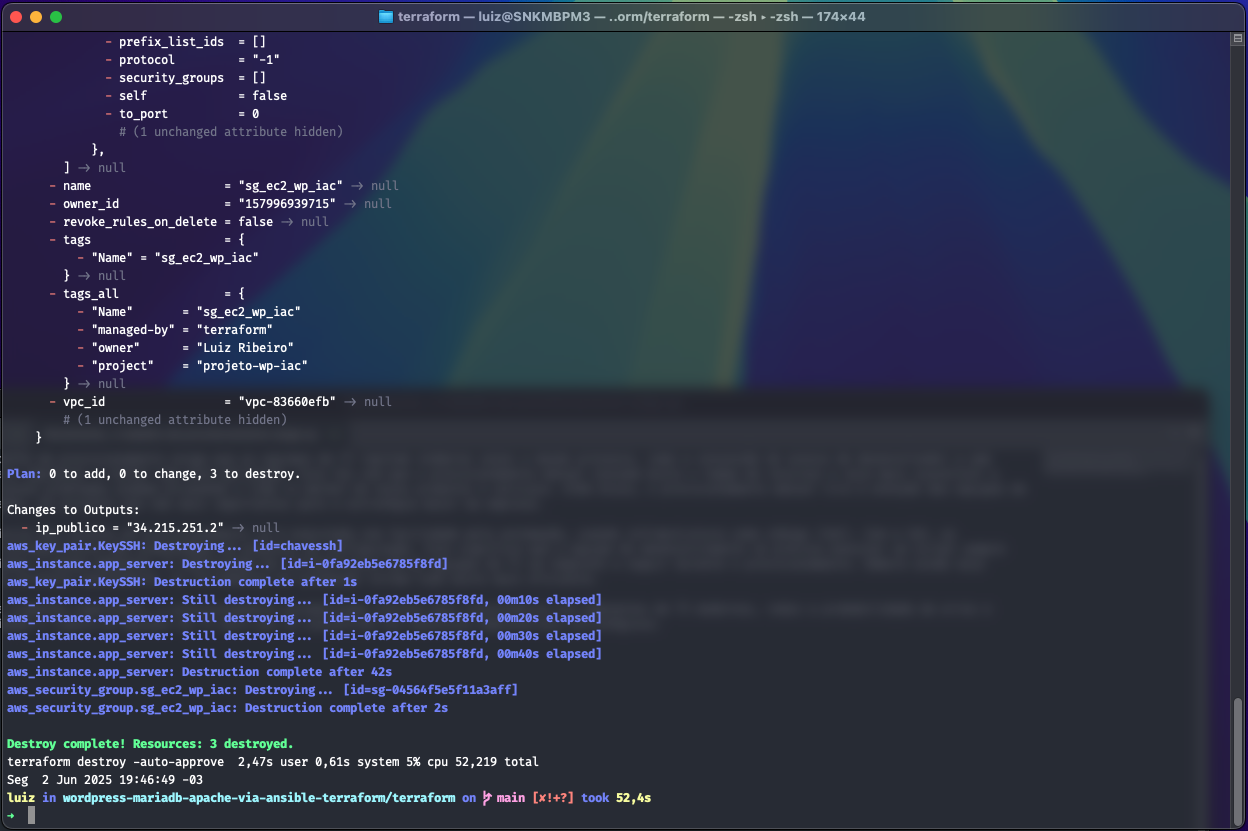 terraform — luiz@SNKMBPM3 — ..orm/terraform — -zsh ▸ -zsh — 174×44
- prefix_list_ids  = []
- protocol         = "-1"
- security_groups  = []
- self             = false
- to_port          = 0
# (1 unchanged attribute hidden)
},
] -> null
- name                   = "sg_ec2_wp_iac" -> null
- owner_id               = "157996939715" -> null
- revoke_rules_on_delete = false -> null
- tags                   = {
- "Name" = "sg_ec2_wp_iac"
} -> null
- tags_all               = {
- "Name"       = "sg_ec2_wp_iac"
- "managed-by" = "terraform"
- "owner"      = "Luiz Ribeiro"
- "project"    = "projeto-wp-iac"
} -> null
- vpc_id                 = "vpc-83660efb" -> null
# (1 unchanged attribute hidden)
}
Plan: 0 to add, 0 to change, 3 to destroy.
Changes to Outputs:
- ip_publico = "34.215.251.2" -> null
aws_key_pair.KeySSH: Destroying... [id=chavessh]
aws_instance.app_server: Destroying... [id=i-0fa92eb5e6785f8fd]
aws_key_pair.KeySSH: Destruction complete after 1s
aws_instance.app_server: Still destroying... [id=i-0fa92eb5e6785f8fd, 00m10s elapsed]
aws_instance.app_server: Still destroying... [id=i-0fa92eb5e6785f8fd, 00m20s elapsed]
aws_instance.app_server: Still destroying... [id=i-0fa92eb5e6785f8fd, 00m30s elapsed]
aws_instance.app_server: Still destroying... [id=i-0fa92eb5e6785f8fd, 00m40s elapsed]
aws_instance.app_server: Destruction complete after 42s
aws_security_group.sg_ec2_wp_iac: Destroying... [id=sg-04564f5e5f11a3aff]
aws_security_group.sg_ec2_wp_iac: Destruction complete after 2s
Destroy complete! Resources: 3 destroyed.
terraform destroy -auto-approve  2,47s user 0,61s system 5% cpu 52,219 total
Seg  2 Jun 2025 19:46:49 -03
luiz in wordpress-mariadb-apache-via-ansible-terraform/terraform on main [✘!+?] took 52,4s
➜